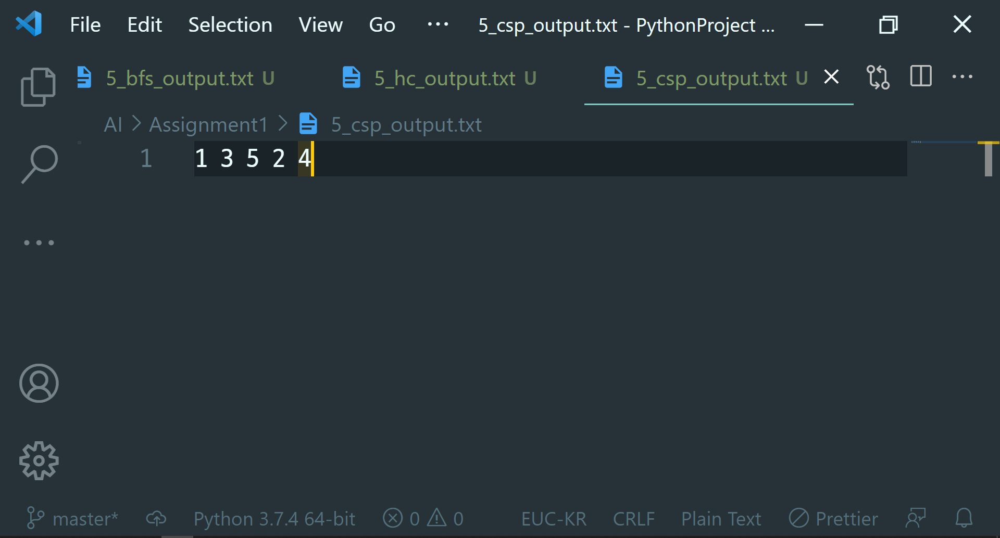 File Edit Selection View Go ··· 5_csp_output.txt - PythonProject ...
5_bfs_output.txt U 5_hc_output.txt U 5_csp_output.txt U
AI > Assignment1 > 5_csp_output.txt
1 1 3 5 2 4
master* Python 3.7.4 64-bit 0 0 EUC-KR CRLF Plain Text Prettier